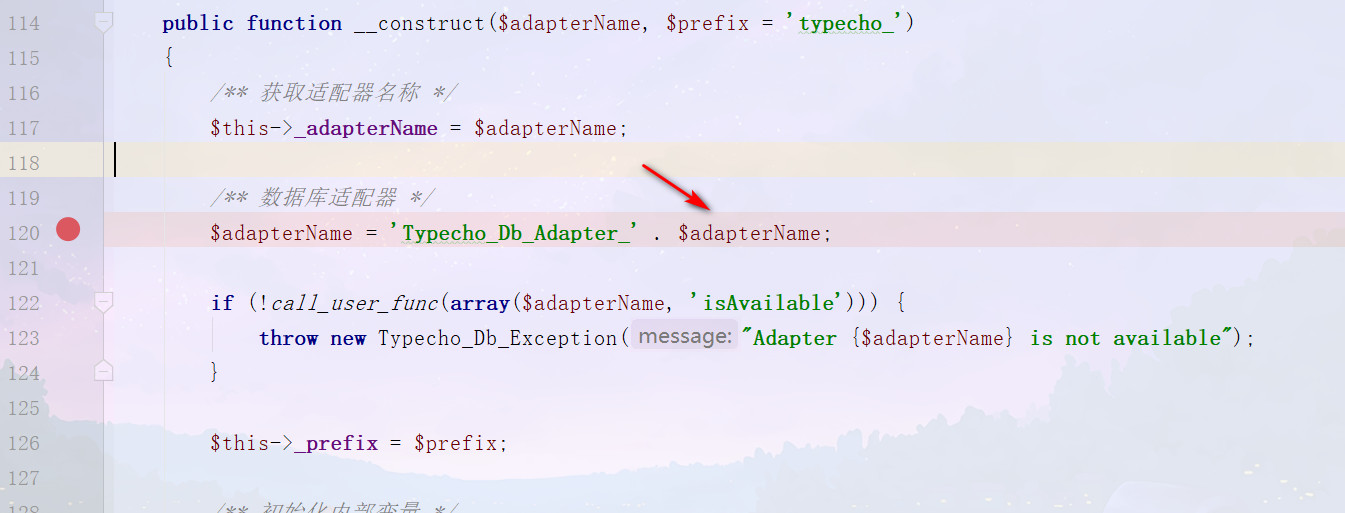 114 public function __construct($adapterName, $prefix = 'typecho_')
115 {
116 /** 获取适配器名称 */
117 $this->_adapterName = $adapterName;
118
119 /** 数据库适配器 */
120 $adapterName = 'Typecho_Db_Adapter_' . $adapterName;
121
122 if (!call_user_func(array($adapterName, 'isAvailable'))) {
123 throw new Typecho_Db_Exception( message: "Adapter {$adapterName} is not available");
124 }
125
126 $this->_prefix = $prefix;
127
128 /** 初始化内部变量 */